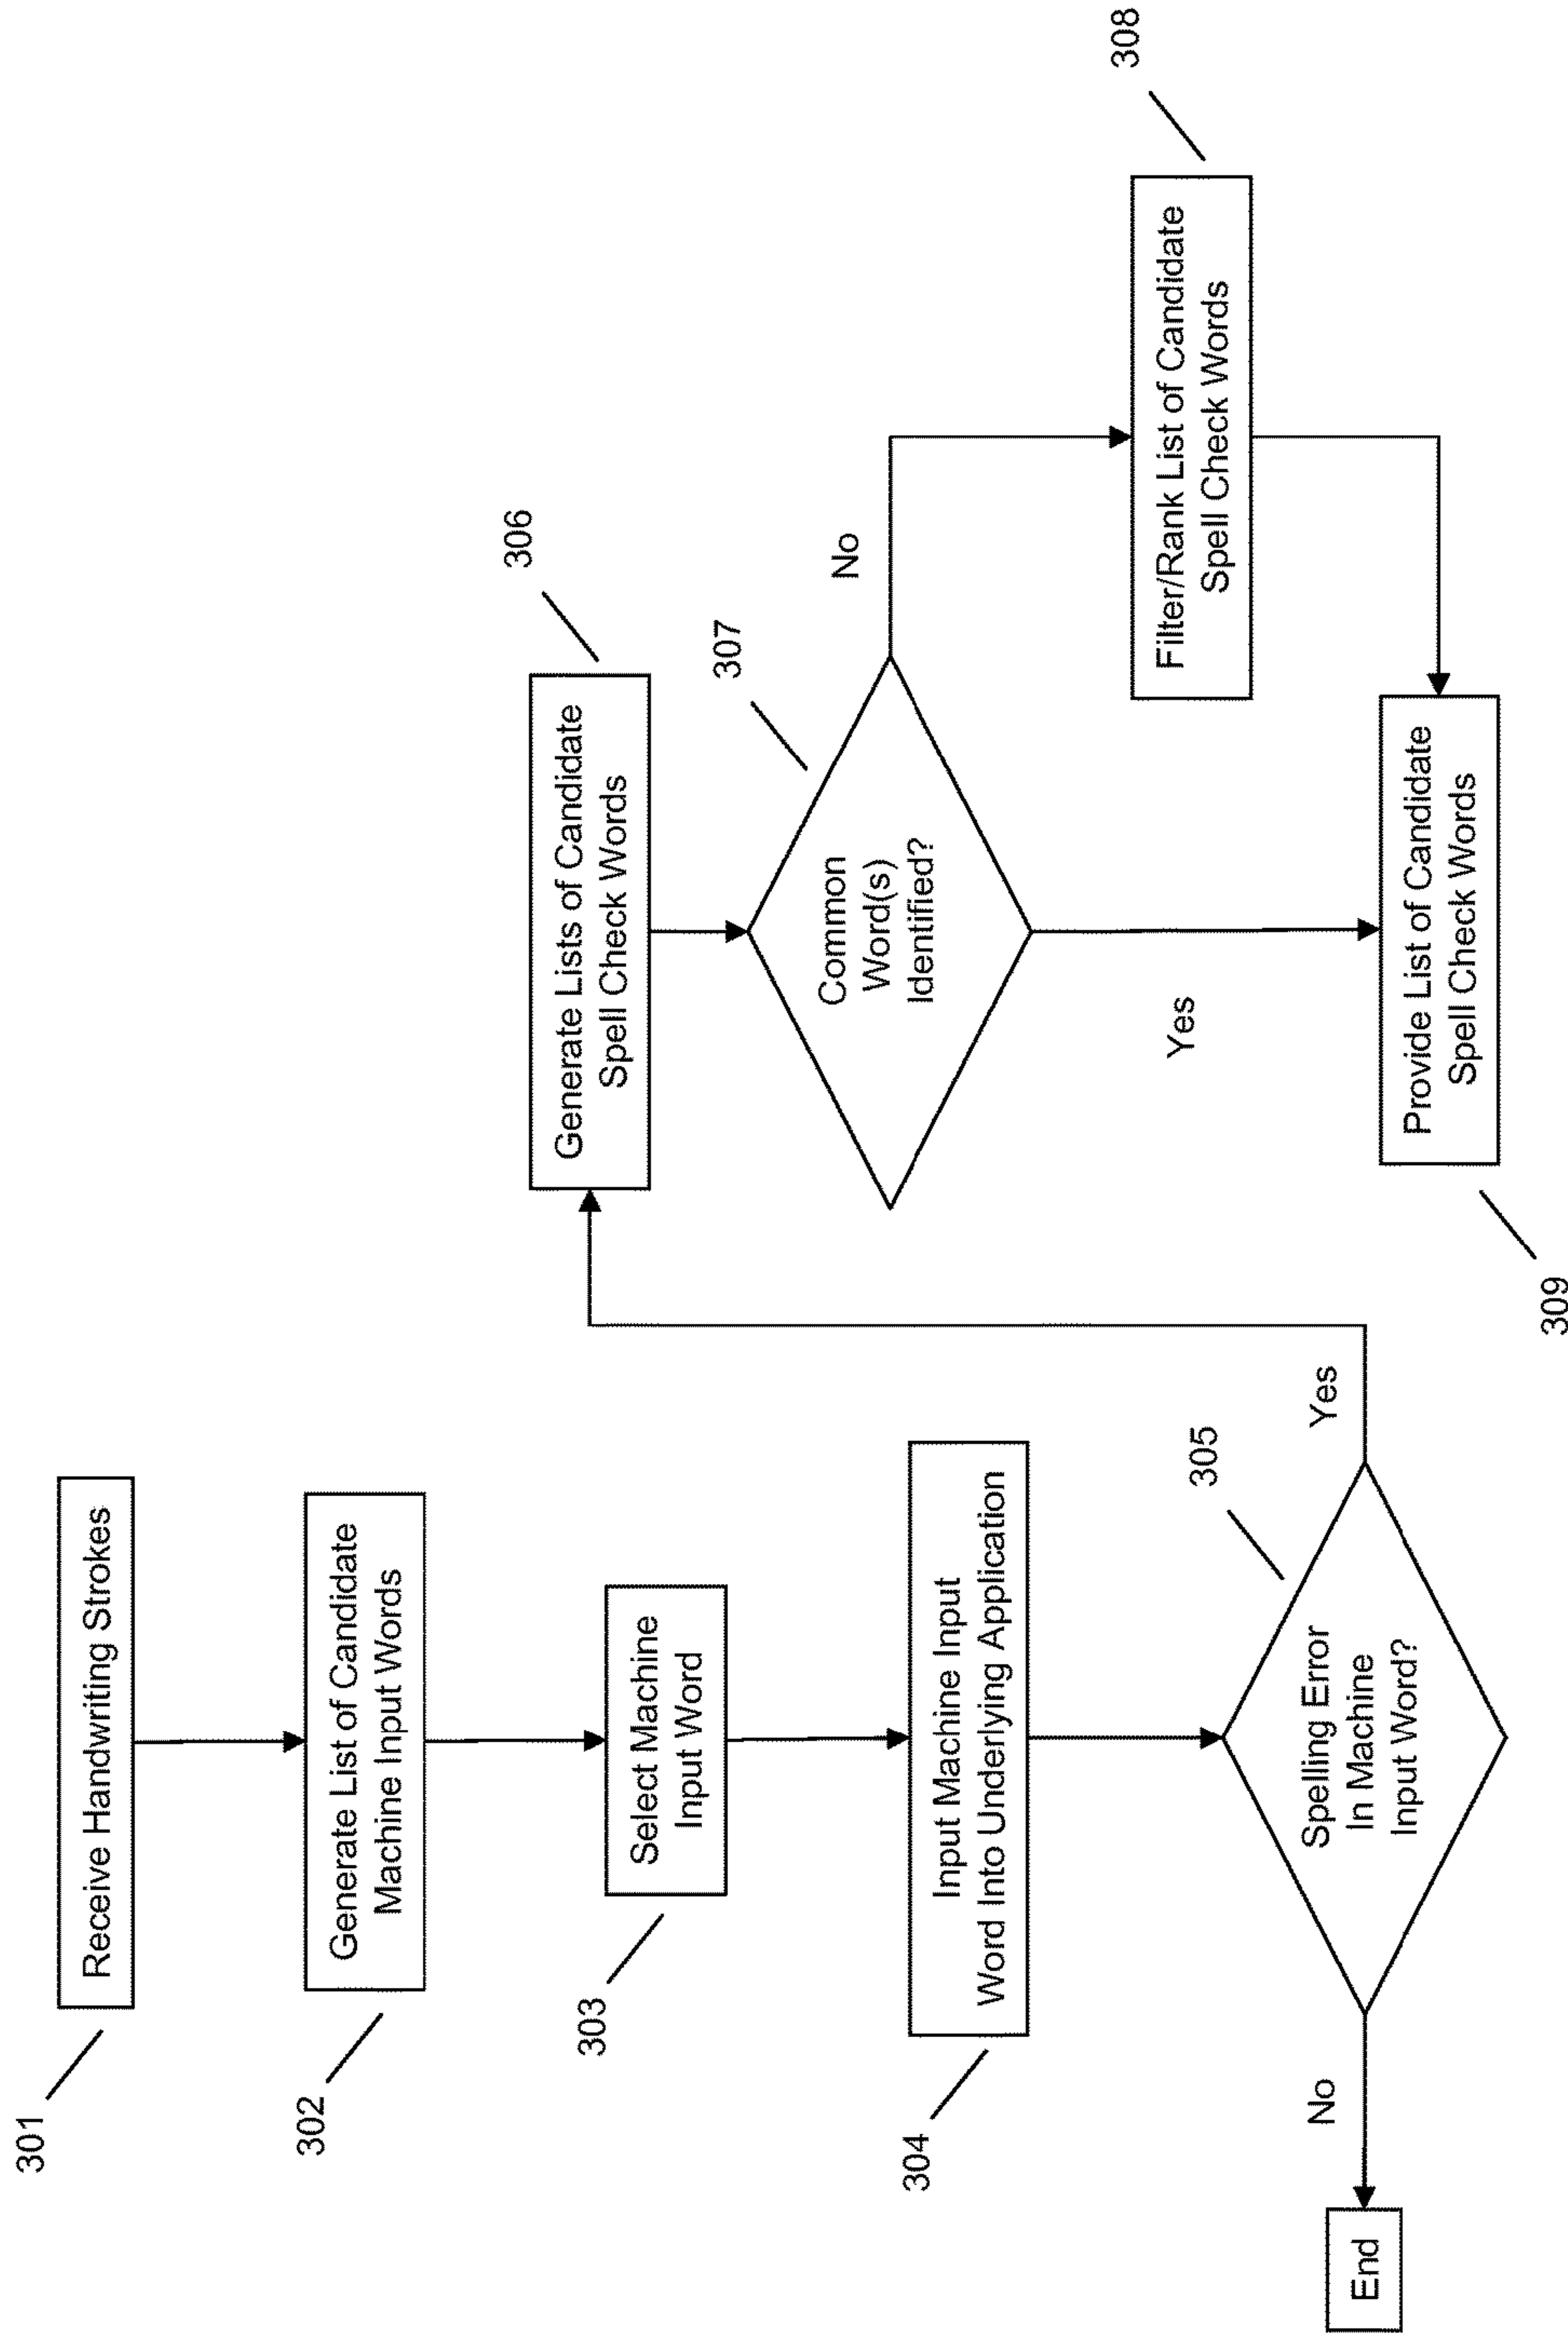 301
Receive Handwriting Strokes
302
Generate List of Candidate
Machine Input Words
303
Select Machine
Input Word
304
Input Machine Input
Word Into Underlying Application
305
Spelling Error
In Machine
Input Word?
No
End
Yes
306
Generate Lists of Candidate
Spell Check Words
307
Common
Word(s)
Identified?
No
308
Filter/Rank List of Candidate
Spell Check Words
Yes
309
Provide List of Candidate
Spell Check Words